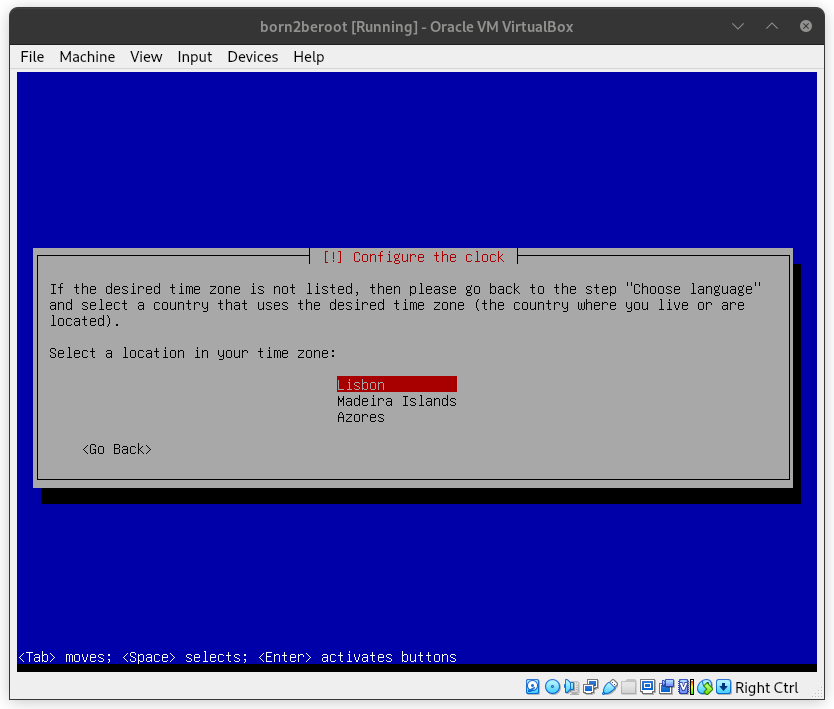 born2beroot [Running] - Oracle VM VirtualBox
File Machine View Input Devices Help
[!] Configure the clock
If the desired time zone is not listed, then please go back to the step "Choose language"
and select a country that uses the desired time zone (the country where you live or are
located).
Select a location in your time zone:
Lisbon
Madeira Islands
Azores
<Go Back>
<Tab> moves; <Space> selects; <Enter> activates buttons
Right Ctrl